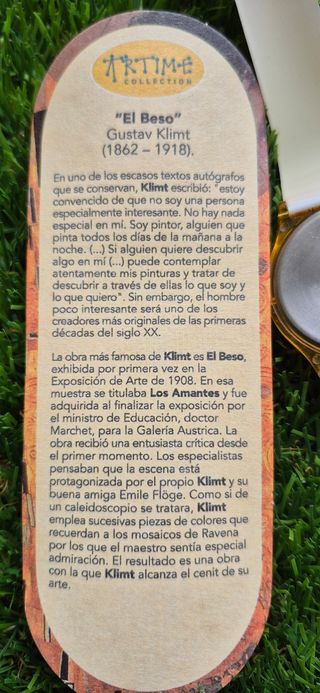 ARTIME
COLLECTION
"El Beso"
Gustav Klimt
(1862 – 1918).
En uno de los escasos textos autógrafos
que se conservan, Klimt escribió: "estoy
convencido de que no soy una persona
especialmente interesante. No hay nada
especial en mí. Soy pintor, alguien que
pinta todos los días de la mañana a la
noche. (...) Si alguien quiere descubrir
algo en mí (...) puede contemplar
atentamente mis pinturas y tratar de
descubrir a través de ellas lo que soy y
lo que quiero". Sin embargo, el hombre
poco interesante será uno de los
creadores más originales de las primeras
décadas del siglo XX.
La obra más famosa de Klimt es El Beso,
exhibida por primera vez en la
Exposición de Arte de 1908. En esa
muestra se titulaba Los Amantes y fue
adquirida al finalizar la exposición por
el ministro de Educación, doctor
Marchet, para la Galería Austrica. La
obra recibió una entusiasta crítica desde
el primer momento. Los especialistas
pensaban que la escena está
protagonizada por el propio Klimt y su
buena amiga Emile Flöge. Como si de
un caleidoscopio se tratara, Klimt
emplea sucesivas piezas de colores que
recuerdan a los mosaicos de Ravena
por los que el maestro sentía especial
admiración. El resultado es una obra
con la que Klimt alcanza el cenit de su
arte.